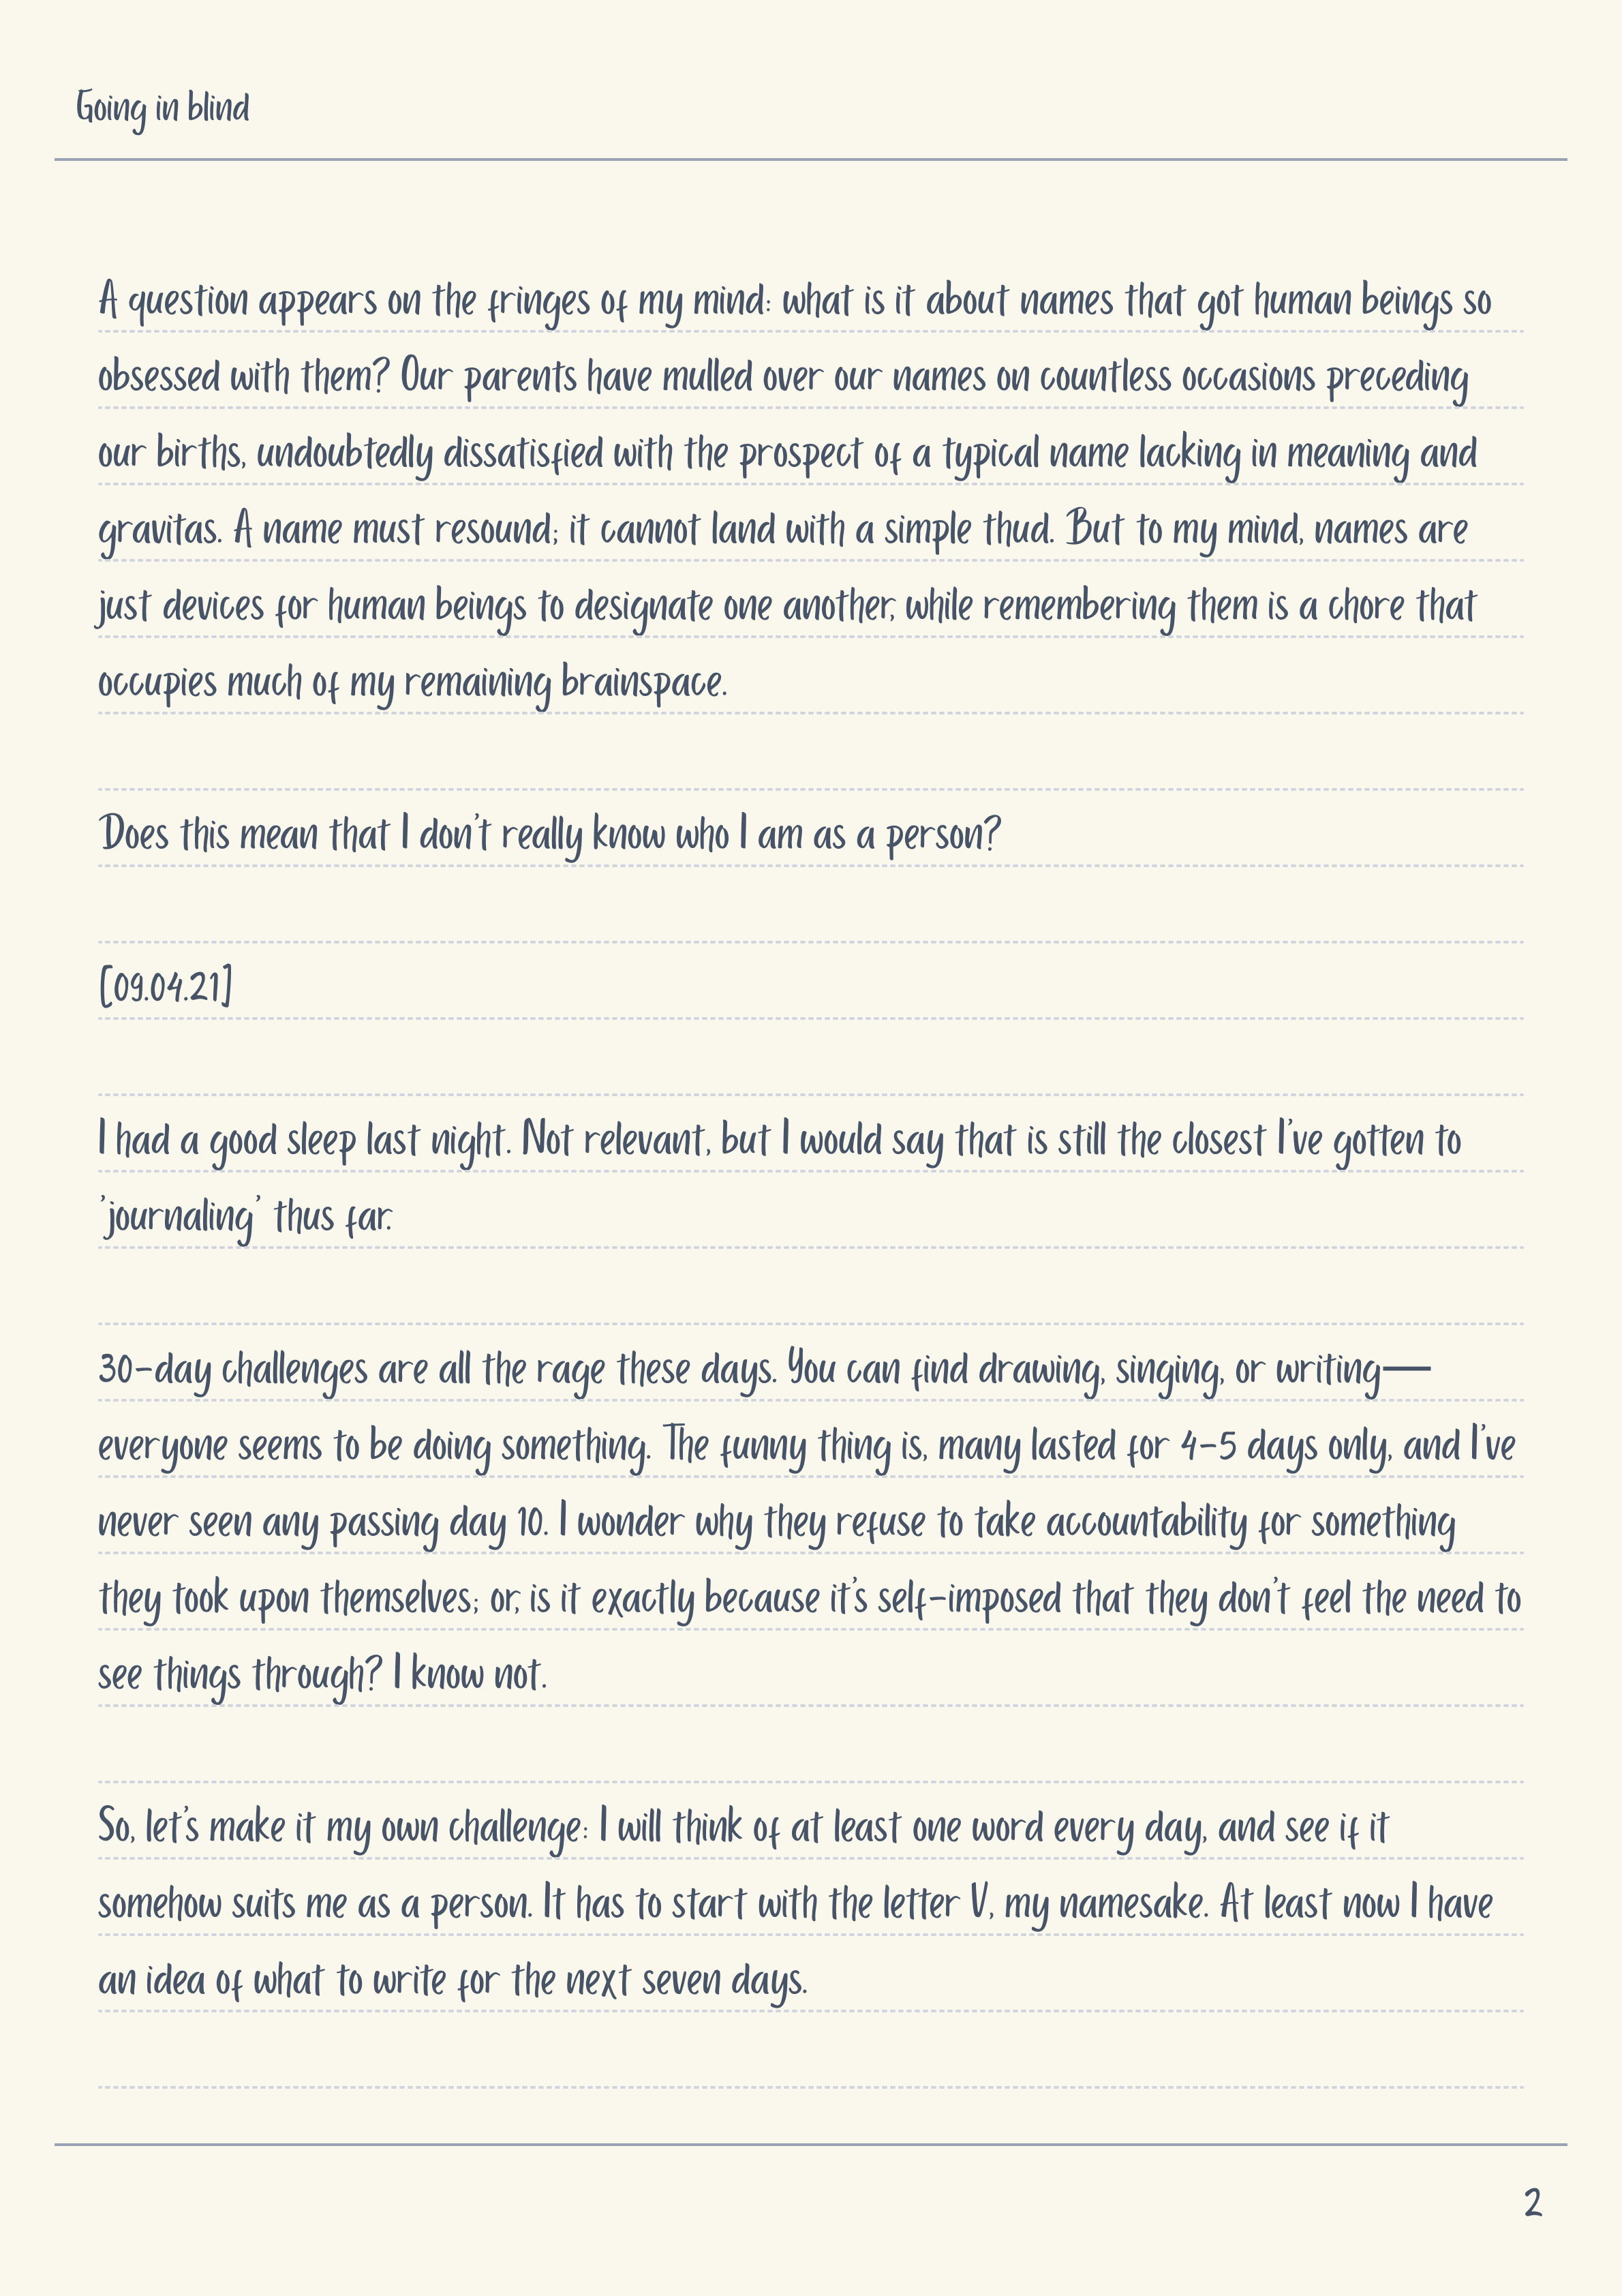 Going in blind
A question appears on the fringes of my mind: what is it about names that got human beings so
obsessed with them? Our parents have mulled over our names on countless occasions preceding
our births, undoubtedly dissatisfied with the prospect of a typical name lacking in meaning and
gravitas. A name must resound; it cannot land with a simple thud. But to my mind, names are
just devices for human beings to designate one another, while remembering them is a chore that
occupies much of my remaining brainspace.
Does this mean that I don't really know who I am as a person?
[09.04.21]
I had a good sleep last night. Not relevant, but I would say that is still the closest I've gotten to
'journaling' thus far.
30-day challenges are all the rage these days. You can find drawing, singing, or writing—
everyone seems to be doing something. The funny thing is, many lasted for 4-5 days only, and I've
never seen any passing day 10. I wonder why they refuse to take accountability for something
they took upon themselves; or, is it exactly because it's self-imposed that they don't feel the need to
see things through? I know not.
So, let's make it my own challenge: I will think of at least one word every day, and see if it
somehow suits me as a person. It has to start with the letter V, my namesake. At least now I have
an idea of what to write for the next seven days.
2